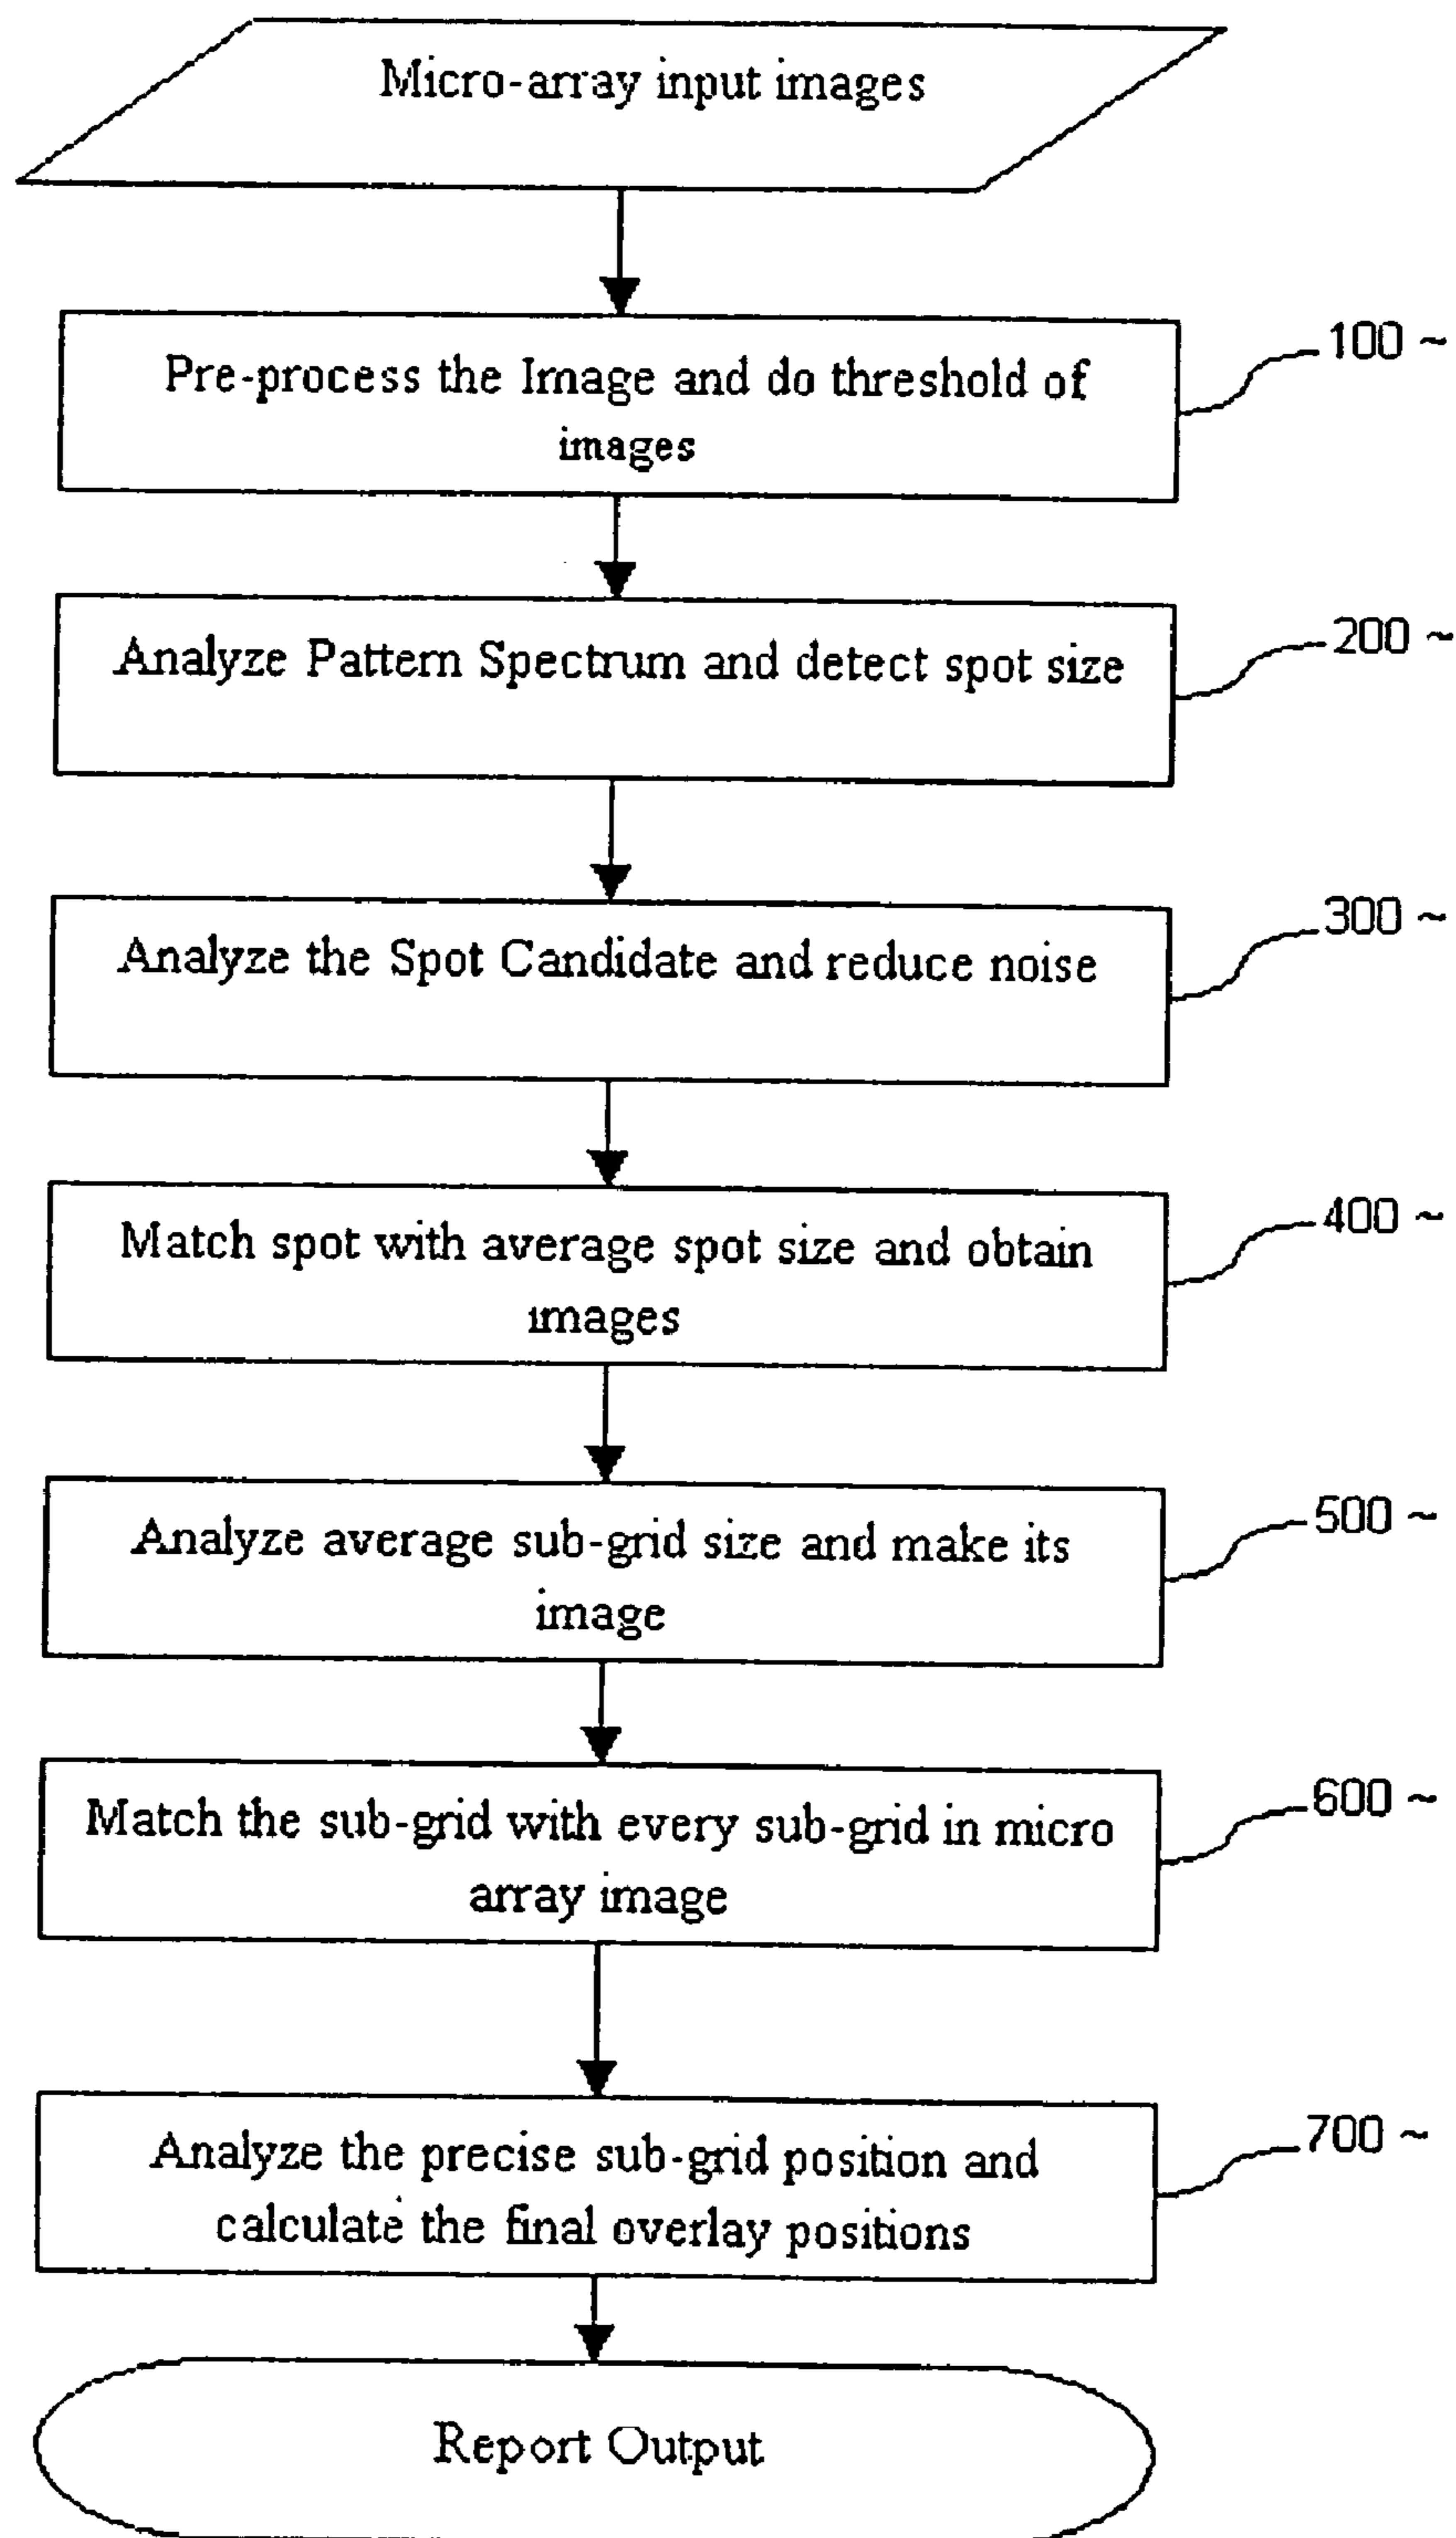 Micro-array input images
Pre-process the Image and do threshold of
images
100 ~
Analyze Pattern Spectrum and detect spot size
200 ~
Analyze the Spot Candidate and reduce noise
300 ~
Match spot with average spot size and obtain
images
400 ~
Analyze average sub-grid size and make its
image
500 ~
Match the sub-grid with every sub-grid in micro
array image
600 ~
Analyze the precise sub-grid position and
calculate the final overlay positions
700 ~
Report Output